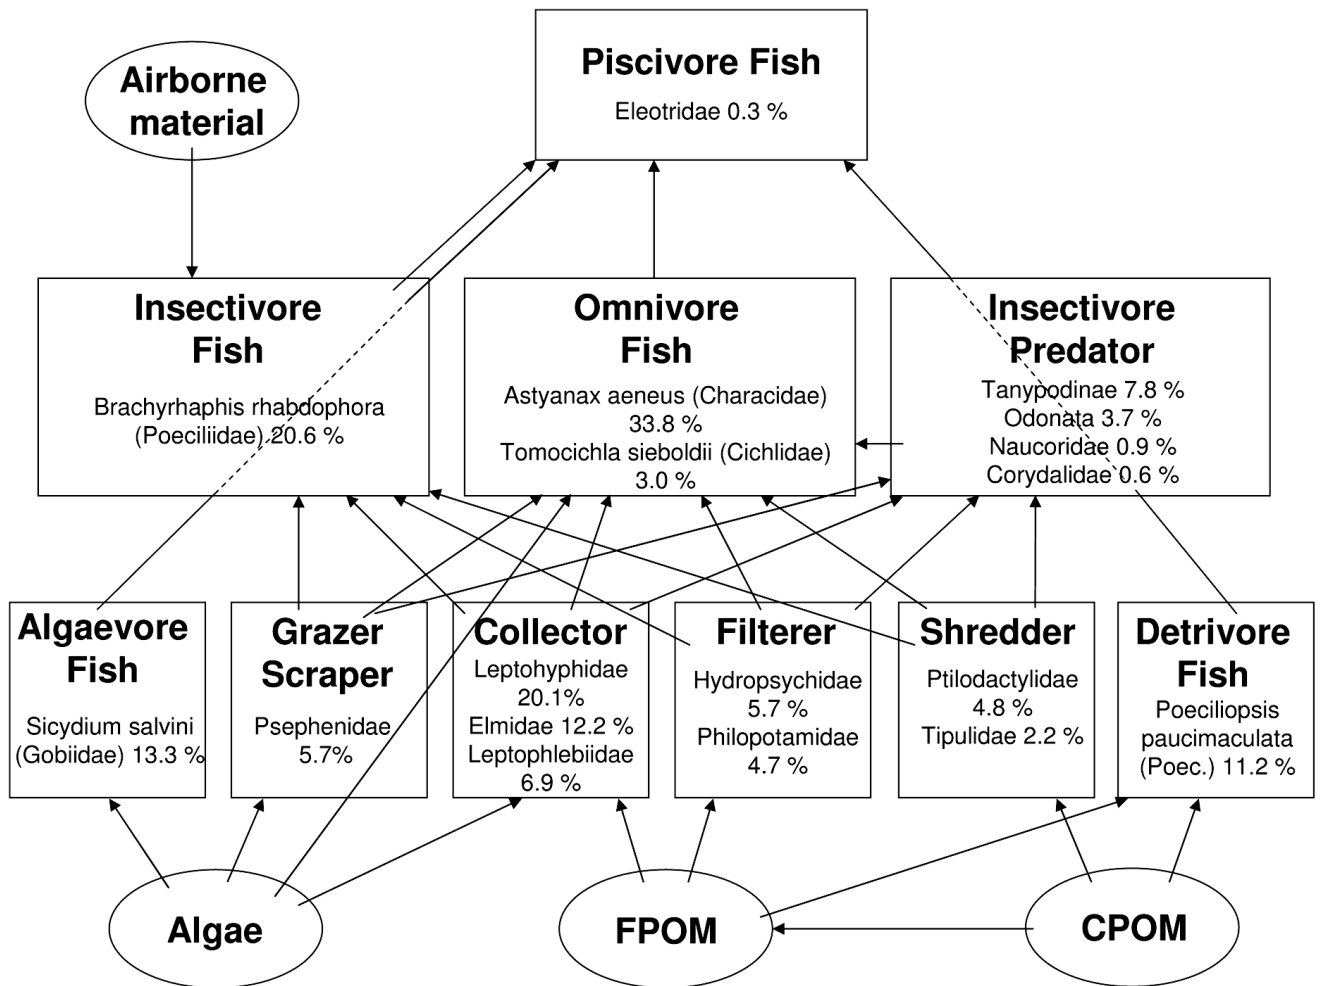 Airborne
material
Piscivore Fish
Eleotridae 0.3 %
Insectivore
Fish
Brachyrhaphis rhabdophora
(Poeciliidae) 20.6 %
Omnivore
Fish
Astyanax aeneus (Characidae)
33.8 %
Tomocichla sieboldii (Cichlidae)
3.0 %
Insectivore
Predator
Tanypodinae 7.8 %
Odonata 3.7 %
Naucoridae 0.9 %
Corydalidae 0.6 %
Algaevore
Fish
Sicydium salvini
(Gobiidae) 13.3 %
Grazer
Scraper
Psephenidae
5.7%
Collector
Leptohyphidae
20.1%
Elmidae 12.2 %
Leptophlebiidae
6.9 %
Filterer
Hydropsychidae
5.7 %
Philopotamidae
4.7 %
Shredder
Ptilodactylidae
4.8 %
Tipulidae 2.2 %
Detrivore
Fish
Poeciliopsis
paucimaculata
(Poec.) 11.2 %
Algae
FPOM
CPOM